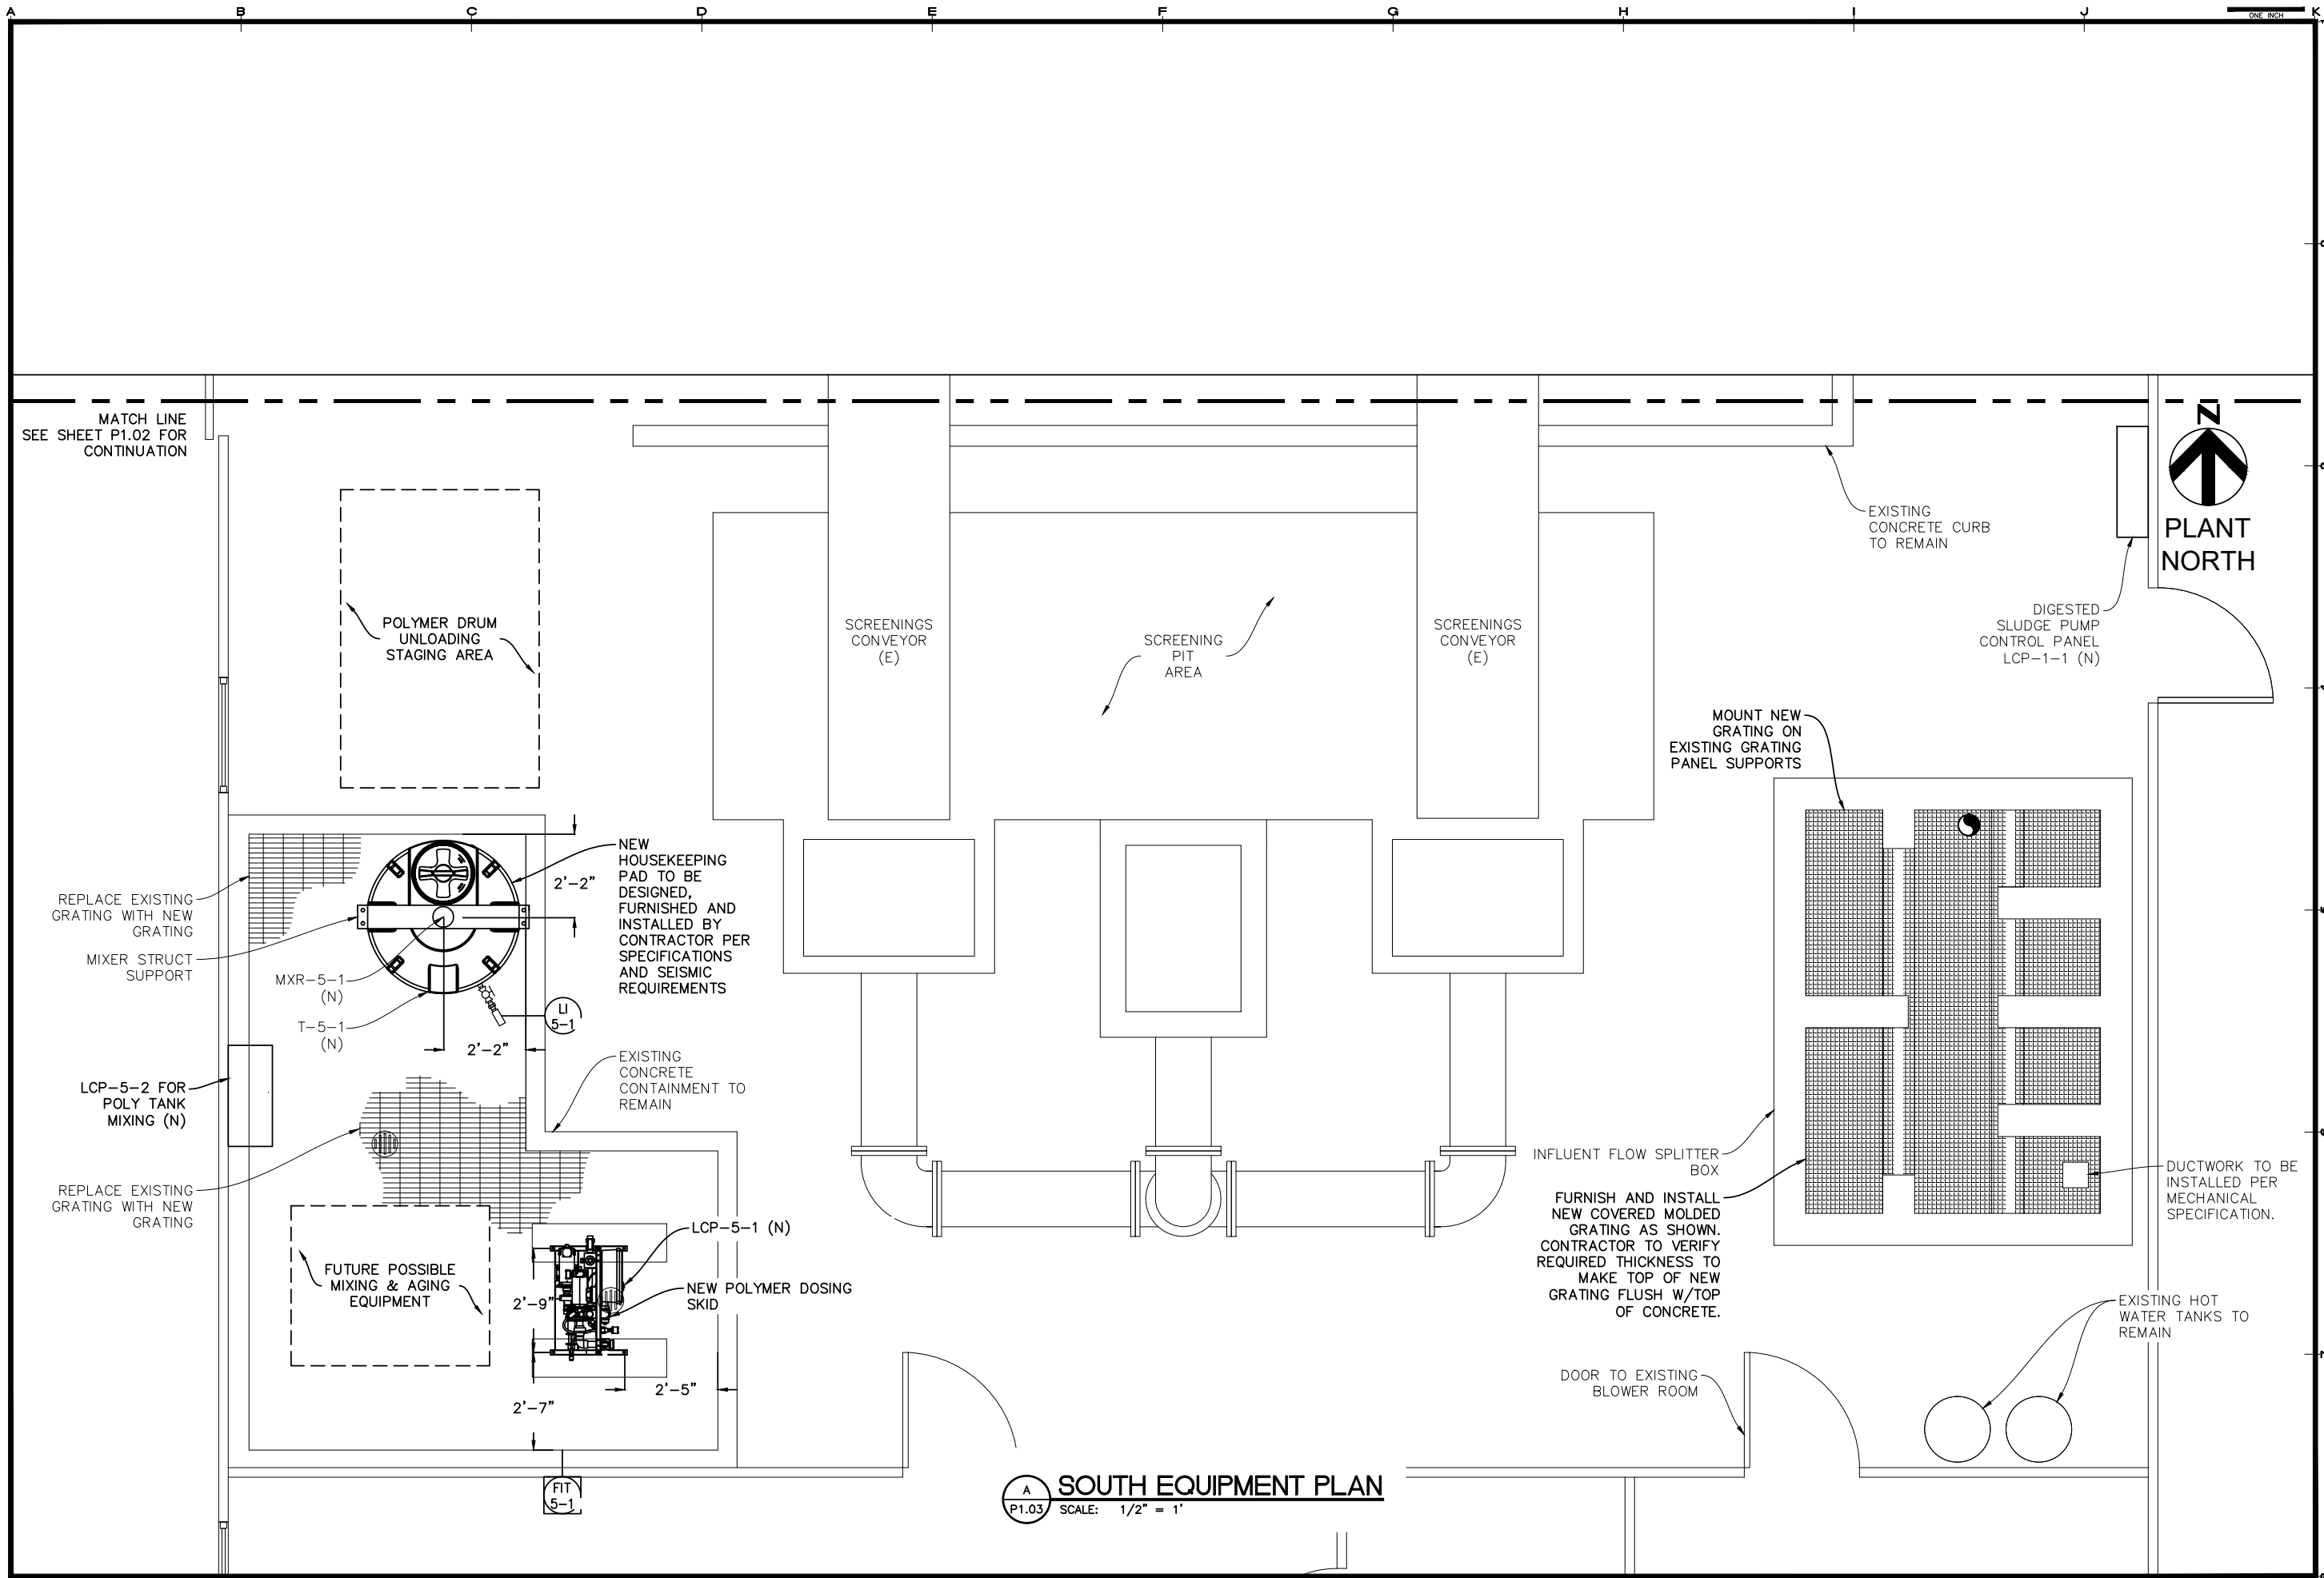 A
B
C
D
E
F
G
H
I
J
K
ONE INCH
MATCH LINE
SEE SHEET P1.02 FOR
CONTINUATION
N
PLANT
NORTH
EXISTING
CONCRETE CURB
TO REMAIN
POLYMER DRUM
UNLOADING
STAGING AREA
SCREENINGS
CONVEYOR
(E)
SCREENING
PIT
AREA
SCREENINGS
CONVEYOR
(E)
DIGESTED
SLUDGE PUMP
CONTROL PANEL
LCP-1-1 (N)
MOUNT NEW
GRATING ON
EXISTING GRATING
PANEL SUPPORTS
NEW
HOUSEKEEPING
PAD TO BE
DESIGNED,
FURNISHED AND
INSTALLED BY
CONTRACTOR PER
SPECIFICATIONS
AND SEISMIC
REQUIREMENTS
2'-2"
REPLACE EXISTING
GRATING WITH NEW
GRATING
MIXER STRUCT
SUPPORT
MXR-5-1
(N)
T-5-1
(N)
LI
5-1
2'-2"
EXISTING
CONCRETE
CONTAINMENT TO
REMAIN
LCP-5-2 FOR
POLY TANK
MIXING (N)
REPLACE EXISTING
GRATING WITH NEW
GRATING
INFLUENT FLOW SPLITTER
BOX
DUCTWORK TO BE
INSTALLED PER
MECHANICAL
SPECIFICATION.
FURNISH AND INSTALL
NEW COVERED MOLDED
GRATING AS SHOWN.
CONTRACTOR TO VERIFY
REQUIRED THICKNESS TO
MAKE TOP OF NEW
GRATING FLUSH W/TOP
OF CONCRETE.
LCP-5-1 (N)
FUTURE POSSIBLE
MIXING & AGING
EQUIPMENT
2'-9"
NEW POLYMER DOSING
SKID
EXISTING HOT
WATER TANKS TO
REMAIN
DOOR TO EXISTING
BLOWER ROOM
2'-5"
2'-7"
FIT
5-1
A
P1.03
SOUTH EQUIPMENT PLAN
SCALE: 1/2" = 1'